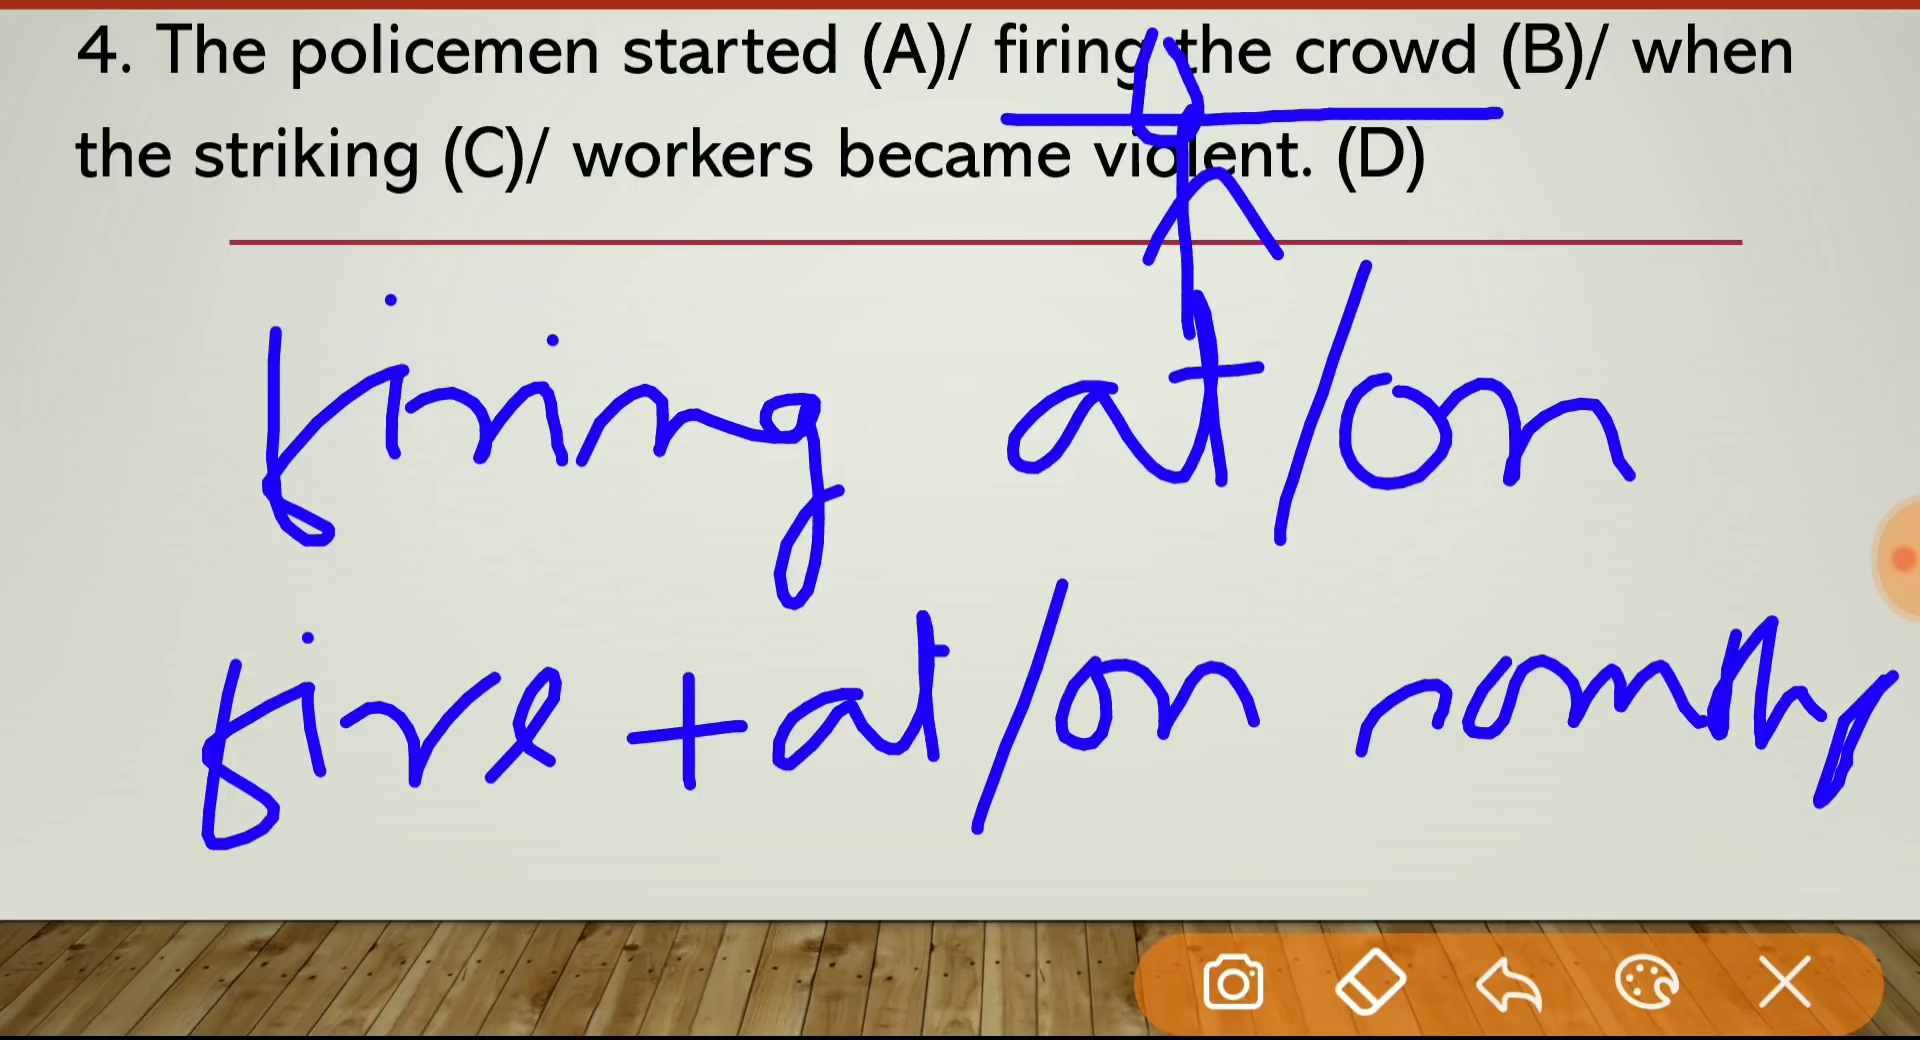 4. The policemen started (A)/ firing the crowd (B)/ when
the striking (C)/ workers became violent. (D)
firing at/on
fire + at/on